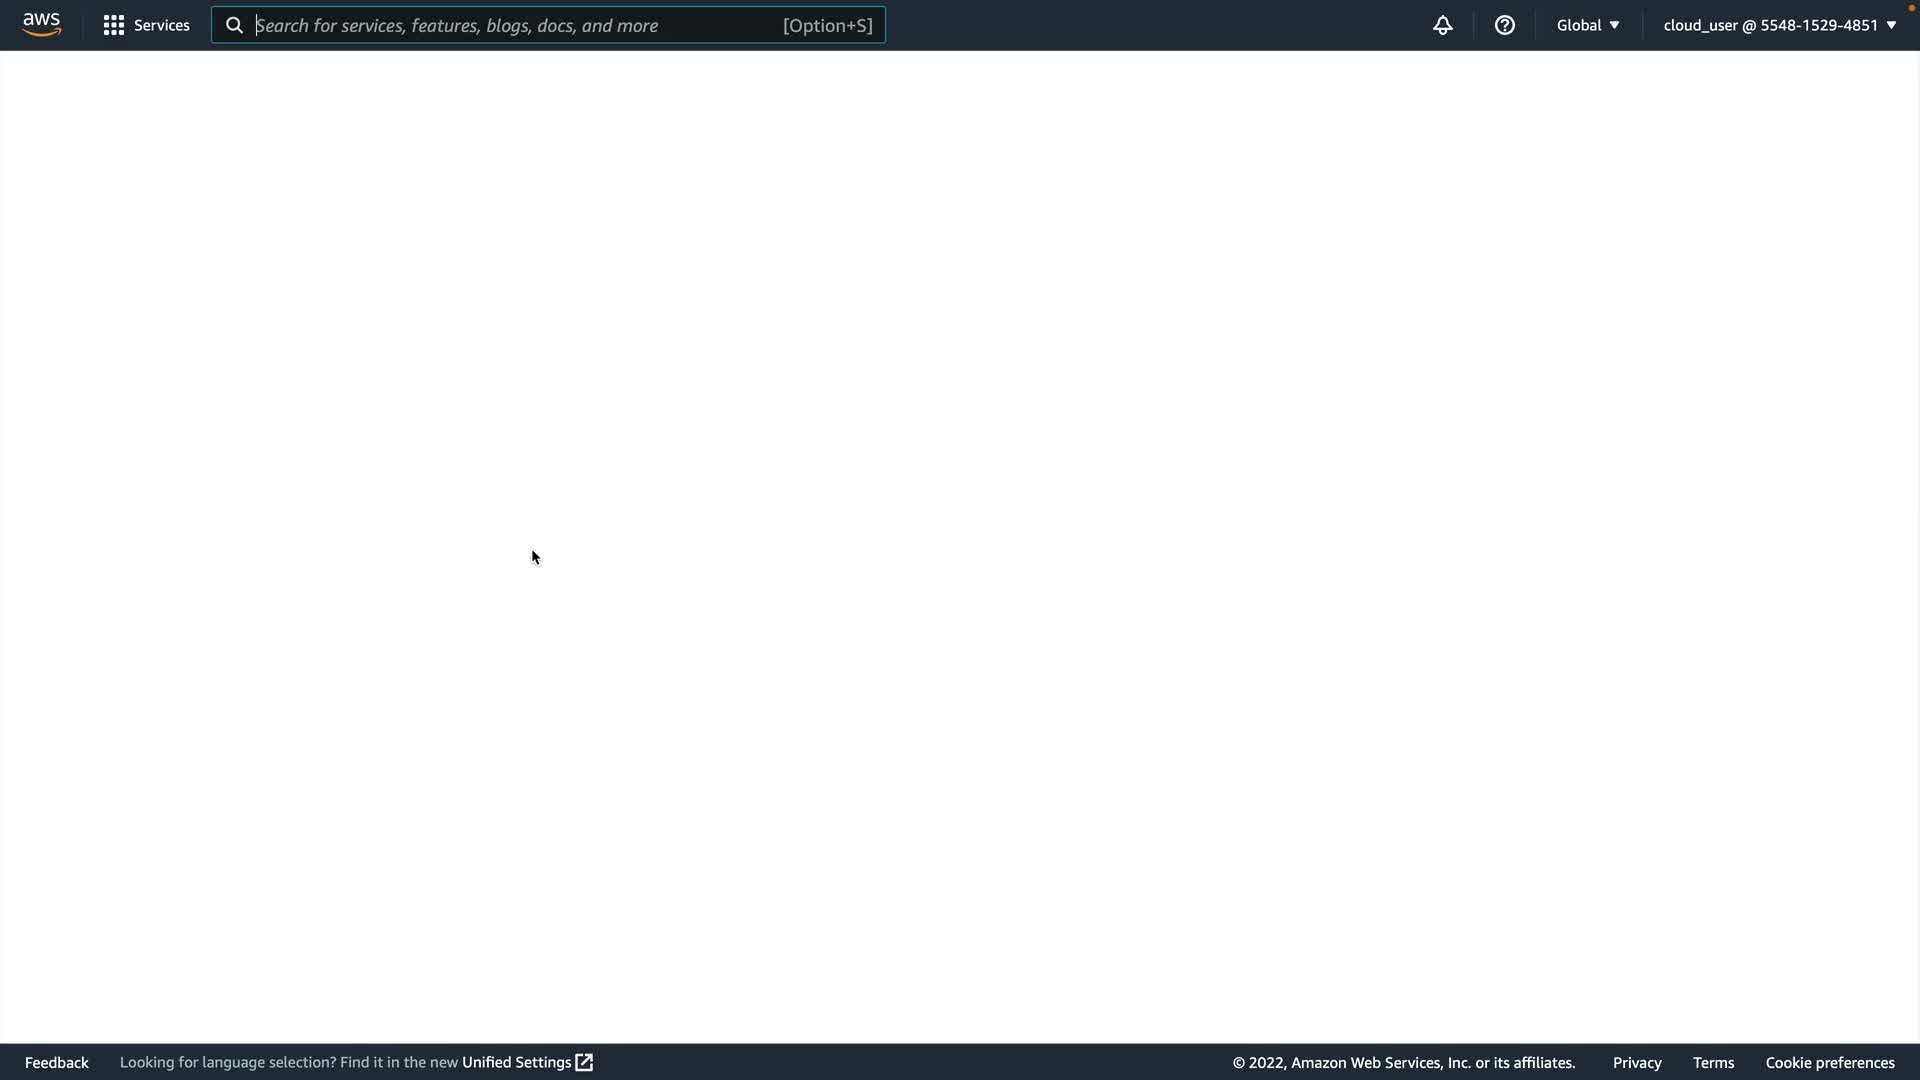 aws Services Search for services, features, blogs, docs, and more [Option+S] Global cloud_user @ 5548-1529-4851
Feedback Looking for language selection? Find it in the new Unified Settings © 2022, Amazon Web Services, Inc. or its affiliates. Privacy Terms Cookie preferences